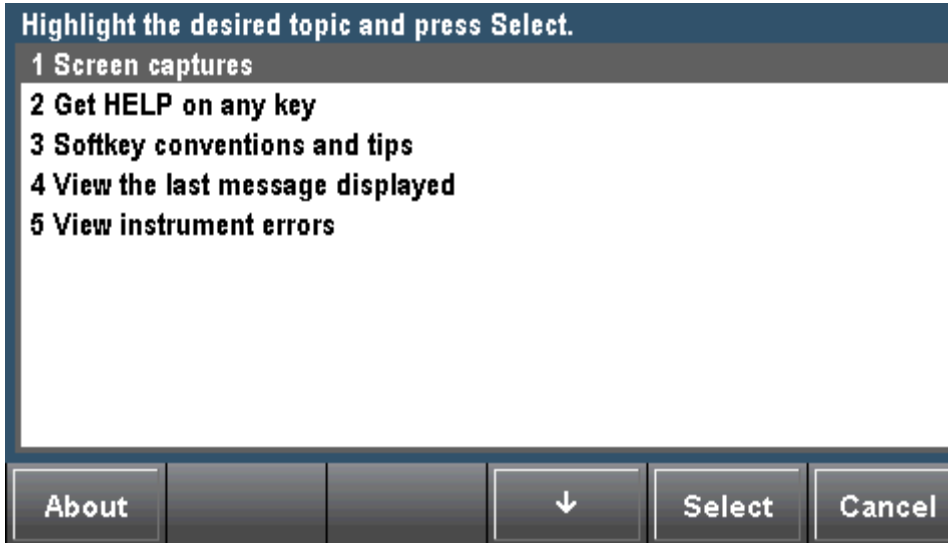 Highlight the desired topic and press Select.
1 Screen captures
2 Get HELP on any key
3 Softkey conventions and tips
4 View the last message displayed
5 View instrument errors
About ↓ Select Cancel